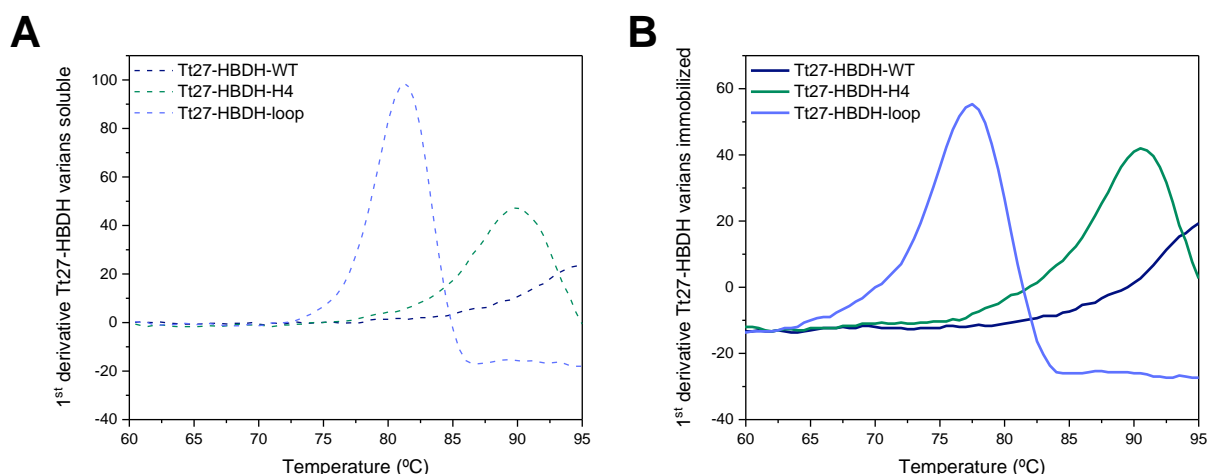 A
1st derivative Tt27-HBDH varians soluble
100
80
60
40
20
0
-20
-40
Tt27-HBDH-WT
Tt27-HBDH-H4
Tt27-HBDH-loop
60 65 70 75 80 85 90 95
Temperature (ºC)
B
1st derivative Tt27-HBDH varians immobilized
60
40
20
0
-20
-40
Tt27-HBDH-WT
Tt27-HBDH-H4
Tt27-HBDH-loop
60 65 70 75 80 85 90 95
Temperature (ºC)